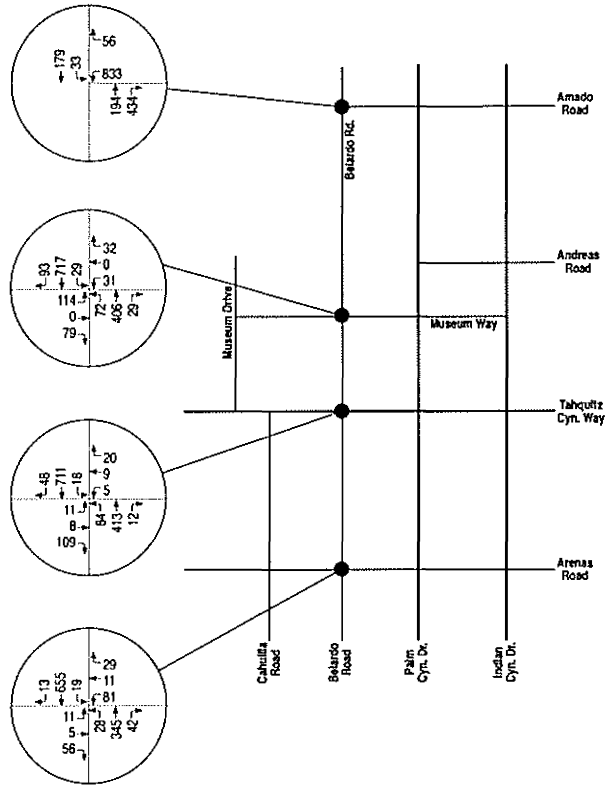 179
33
56
833
194
434
Amado
Road
Belardo Rd.
93
717
29
32
0
31
114
0
79
72
406
29
Museum Drive
Andreas
Road
Museum Way
Tahquitz
Cyn. Way
48
711
18
20
9
5
11
8
109
64
413
12
Arenas
Road
Cahuilla
Road
Belardo
Road
Palm
Cyn. Dr.
Indian
Cyn. Dr.
13
655
19
29
11
81
11
5
56
28
345
42